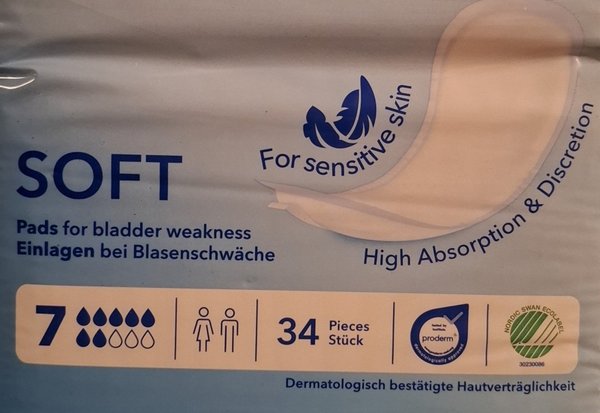 For sensitive skin
SOFT
Pads for bladder weakness
Einlagen bei Blasenschwäche
High Absorption & Discretion
7
34 Pieces
Stück
proderm®
NORDIC SWAN ECOLABEL
30230086
Dermatologisch bestätigte Hautverträglichkeit